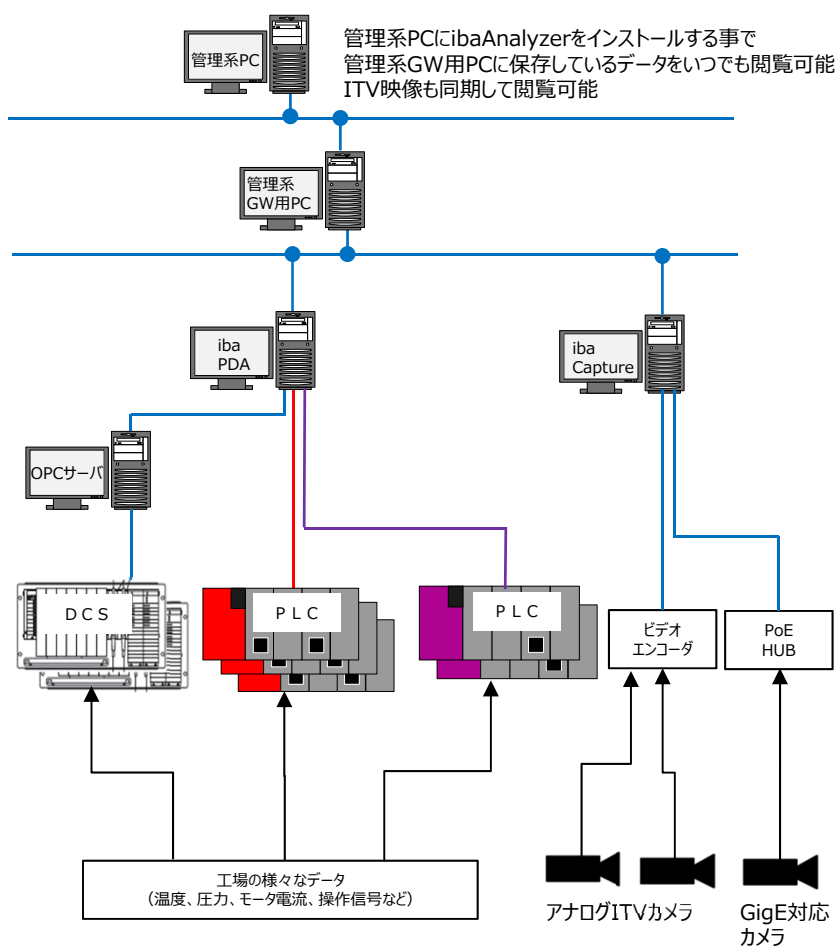 管理系PC
管理系PCにibaAnalyzerをインストールする事で
管理系GW用PCに保存しているデータをいつでも閲覧可能
ITV映像も同期して閲覧可能
管理系
GW用PC
iba
PDA
iba
Capture
OPCサーバ
ＤＣＳ
ＰＬＣ
ＰＬＣ
ビデオ
エンコーダ
PoE
HUB
工場の様々なデータ
（温度、圧力、モータ電流、操作信号など）
アナログITVカメラ
GigE対応
カメラ